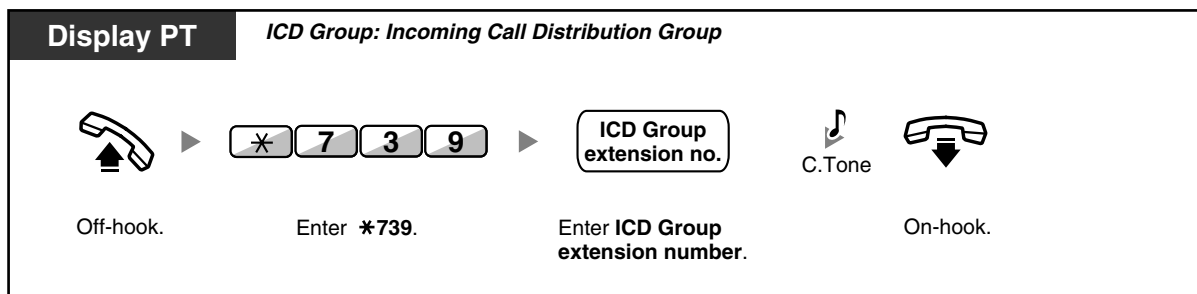 Display PT
ICD Group: Incoming Call Distribution Group
* 7 3 9
ICD Group
extension no.
C.Tone
Off-hook.
Enter *739.
Enter ICD Group
extension number.
On-hook.